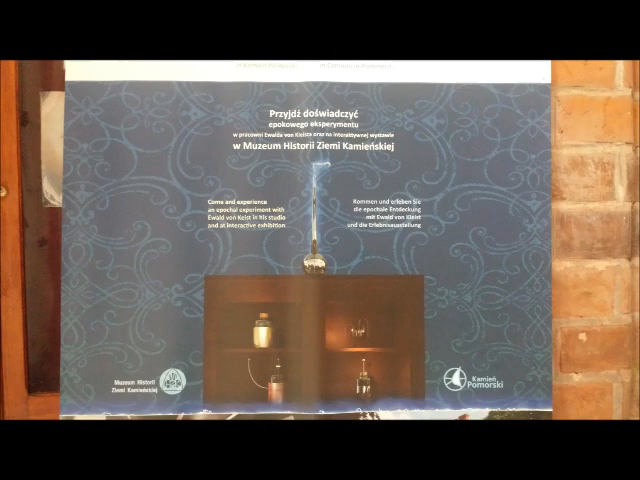 Przyjdź doświadczyć
epokowego eksperymentu
w pracowni Ewalda von Kleista oraz na interaktywnej wystawie
w Muzeum Historii Ziemi Kamieńskiej
Come and experience
an epochal experiment with
Ewald von Keist in his studio
and at interactive exhibition
Kommen und erleben Sie
die epochale Entdeckung
mit Ewald von Kleist
und die Erlebnisausstellung
Muzeum Historii
Ziemi Kamieńskiej
Kamień
Pomorski